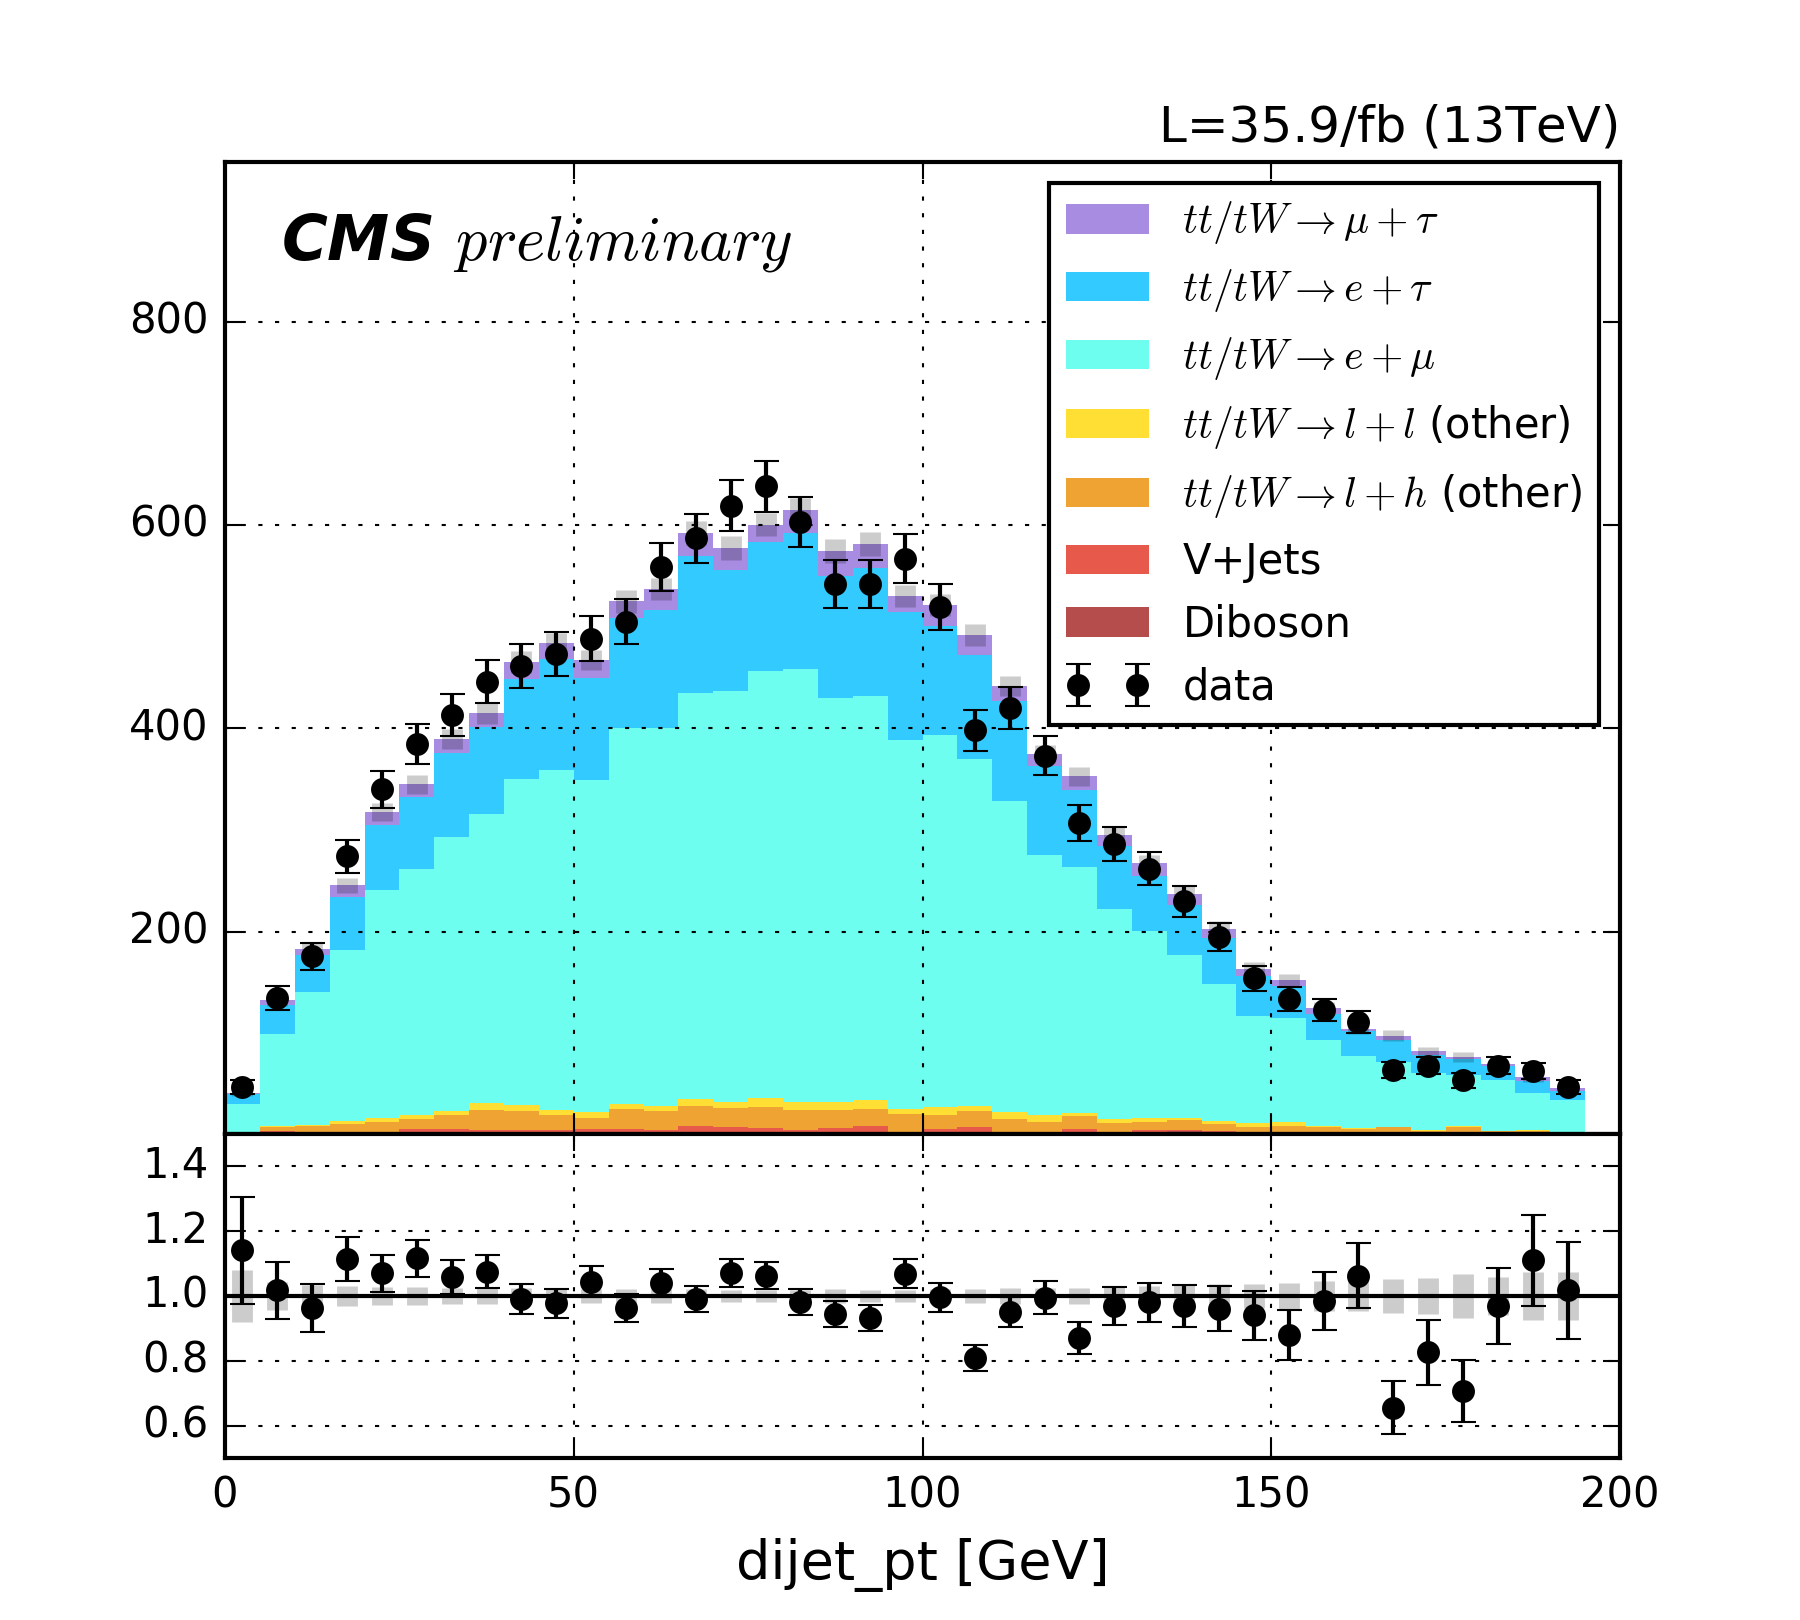 L=35.9/fb (13TeV)
CMS preliminary
tt/tW → μ + τ
tt/tW → e + τ
tt/tW → e + μ
tt/tW → l + l (other)
tt/tW → l + h (other)
V+Jets
Diboson
data
800
600
400
200
1.4
1.2
1.0
0.8
0.6
0 50 100 150 200
dijet_pt [GeV]